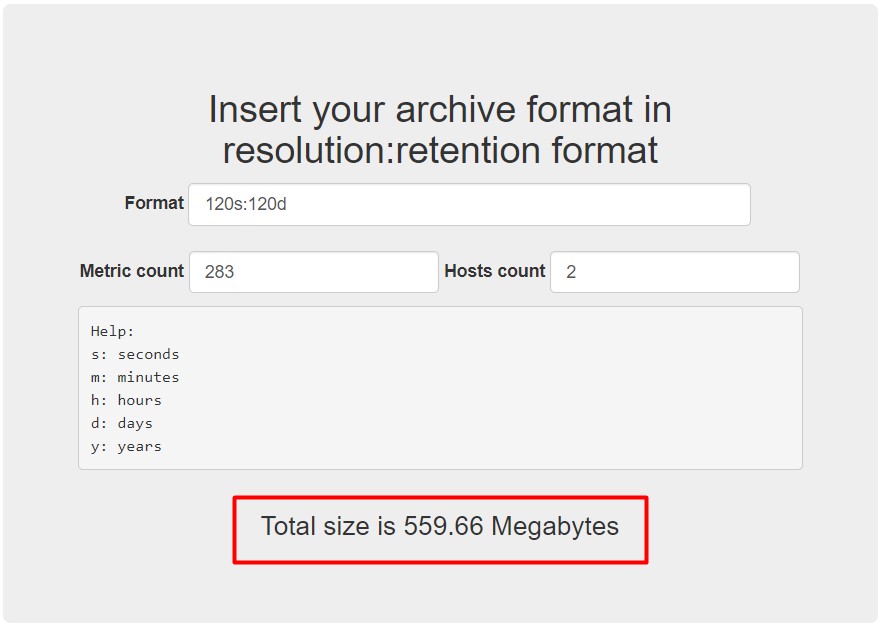 Insert your archive format in
resolution:retention format
Format 120s:120d
Metric count 283 Hosts count 2
Help:
s: seconds
m: minutes
h: hours
d: days
y: years
Total size is 559.66 Megabytes